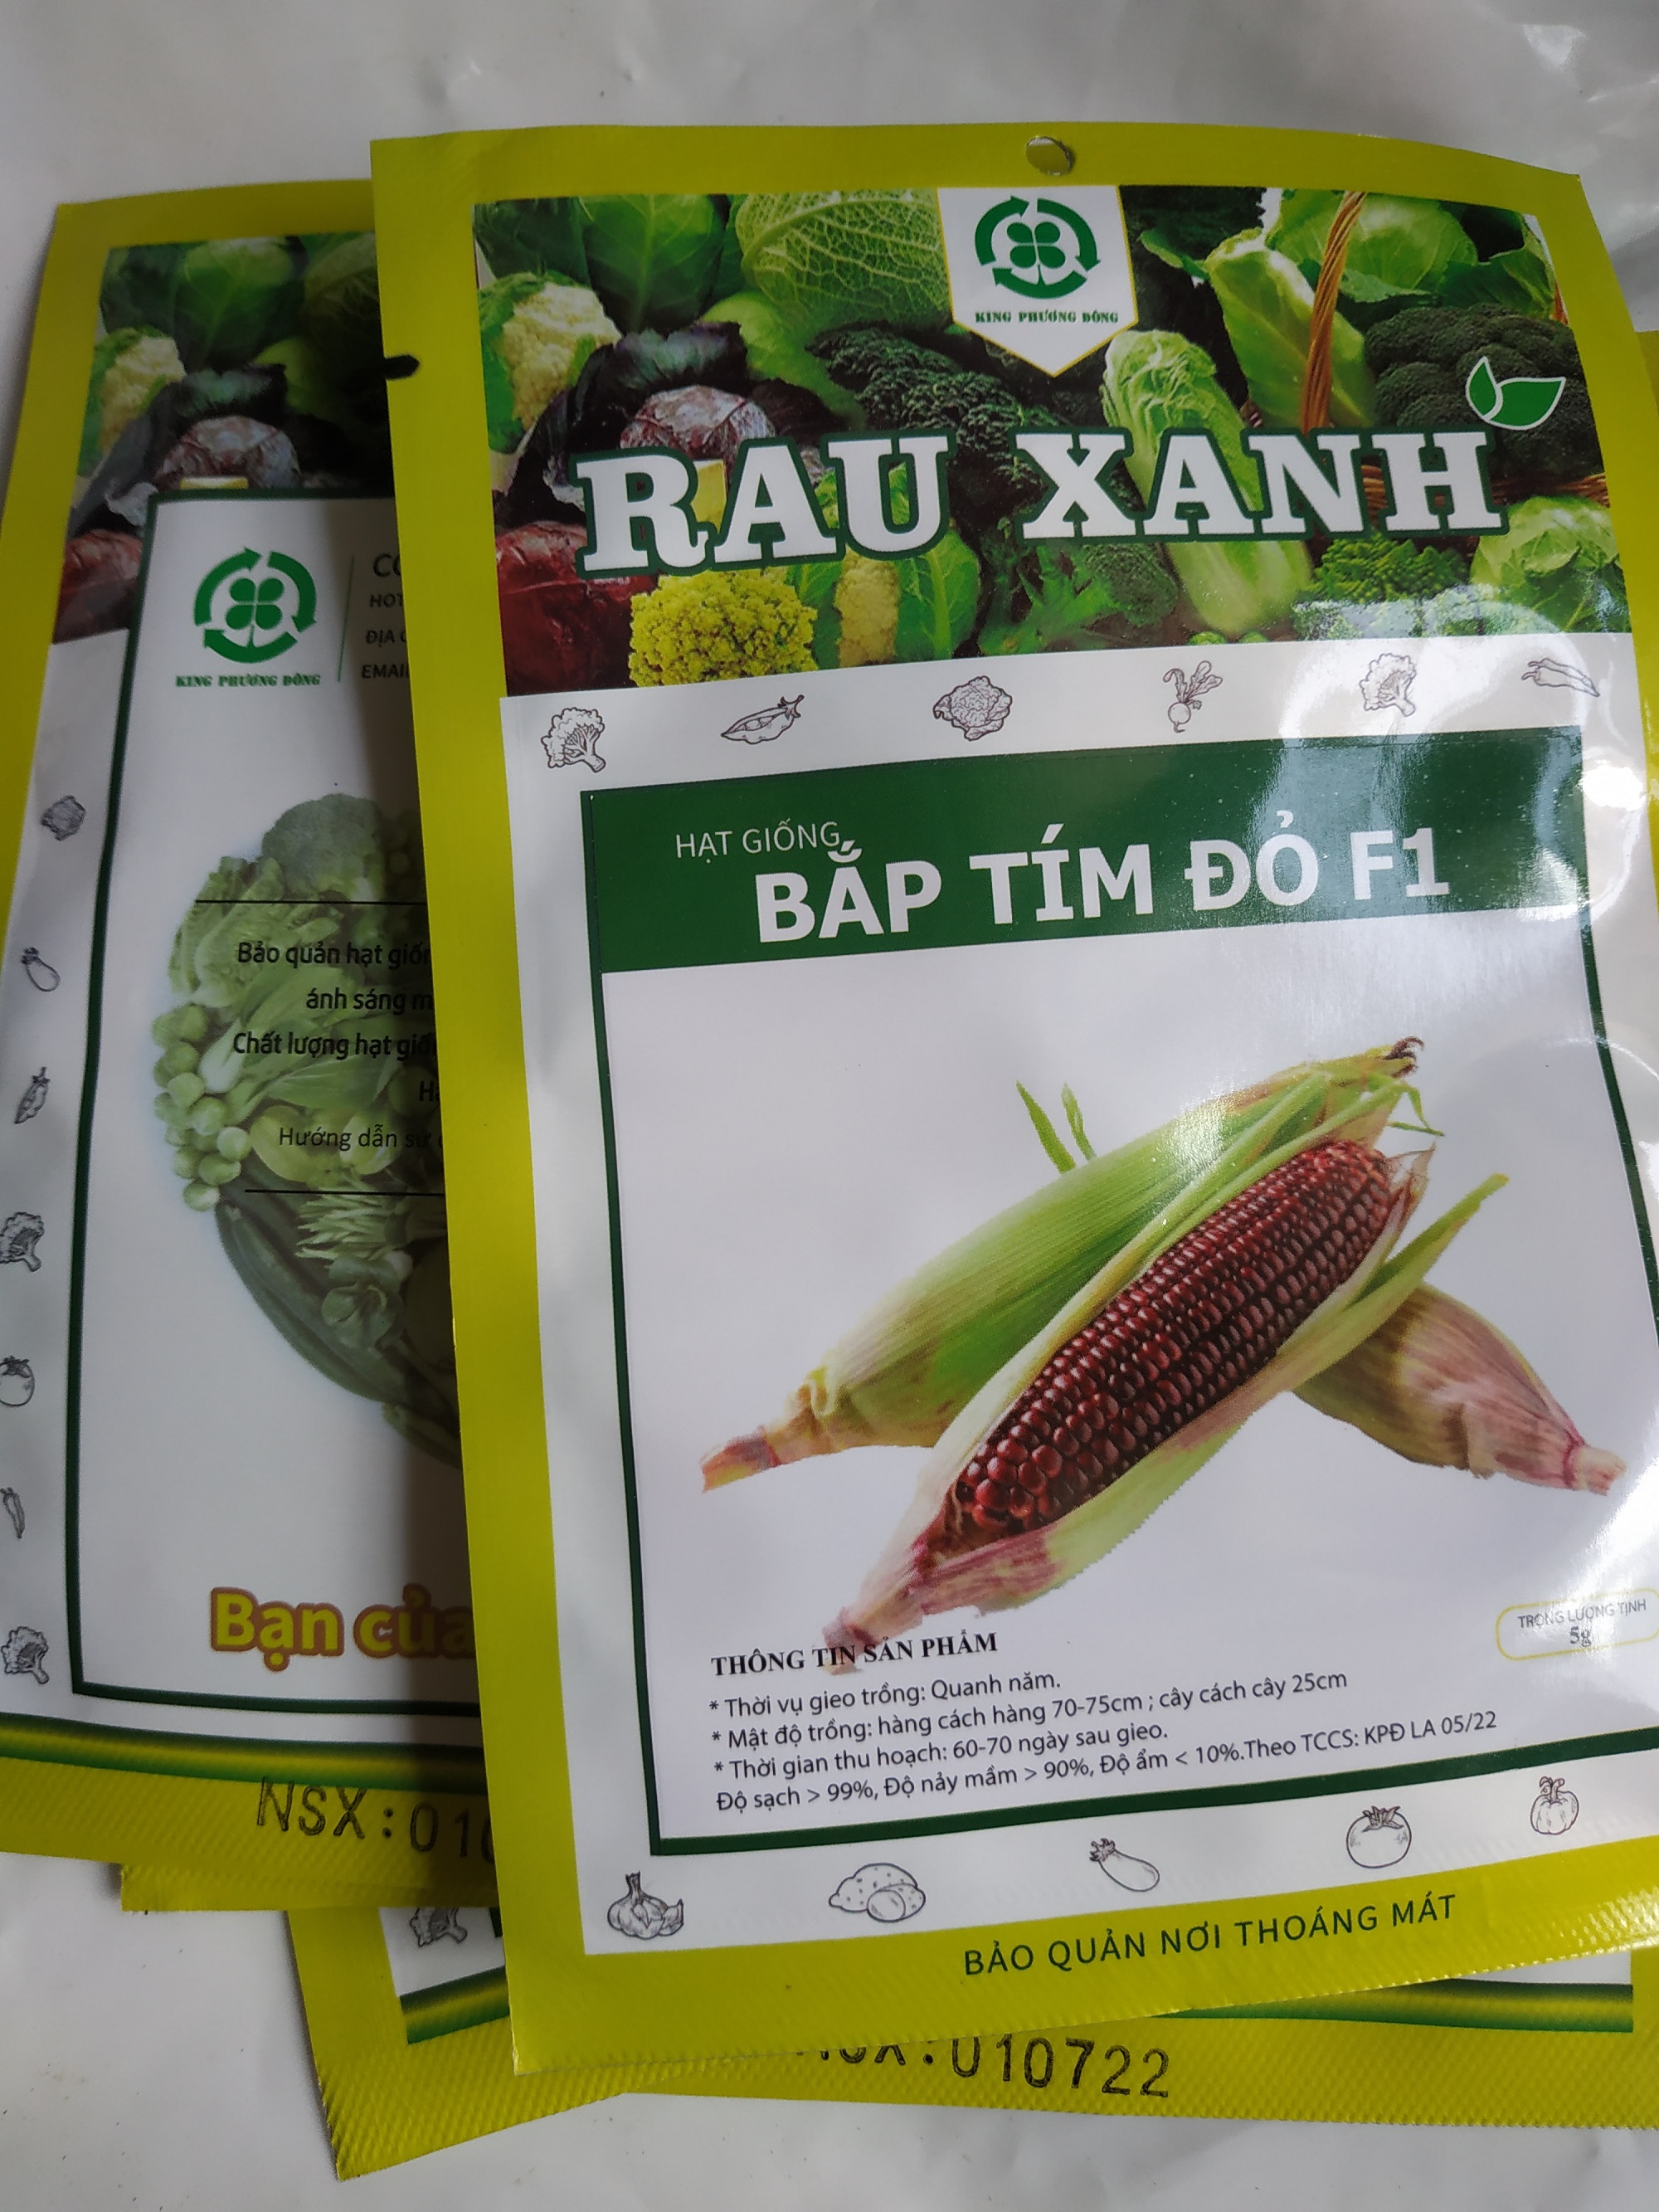 KING PHƯƠNG ĐÔNG
RAU XANH
HẠT GIỐNG
BẮP TÍM ĐỎ F1
TRỌNG LƯỢNG TỊNH
5g
THÔNG TIN SẢN PHẨM
* Thời vụ gieo trồng: Quanh năm.
* Mật độ trồng: hàng cách hàng 70-75cm ; cây cách cây 25cm
* Thời gian thu hoạch: 60-70 ngày sau gieo.
Độ sạch > 99%, Độ nảy mầm > 90%, Độ ẩm < 10%.Theo TCCS: KPĐ LA 05/22
BẢO QUẢN NƠI THOÁNG MÁT
KING PHƯƠNG ĐÔNG
ĐỊA
EMAI
Bảo quản hạt
ánh sáng
Chất lượng hạt
Hướng dẫn
Bạn của
NSX:010
NSX:010722